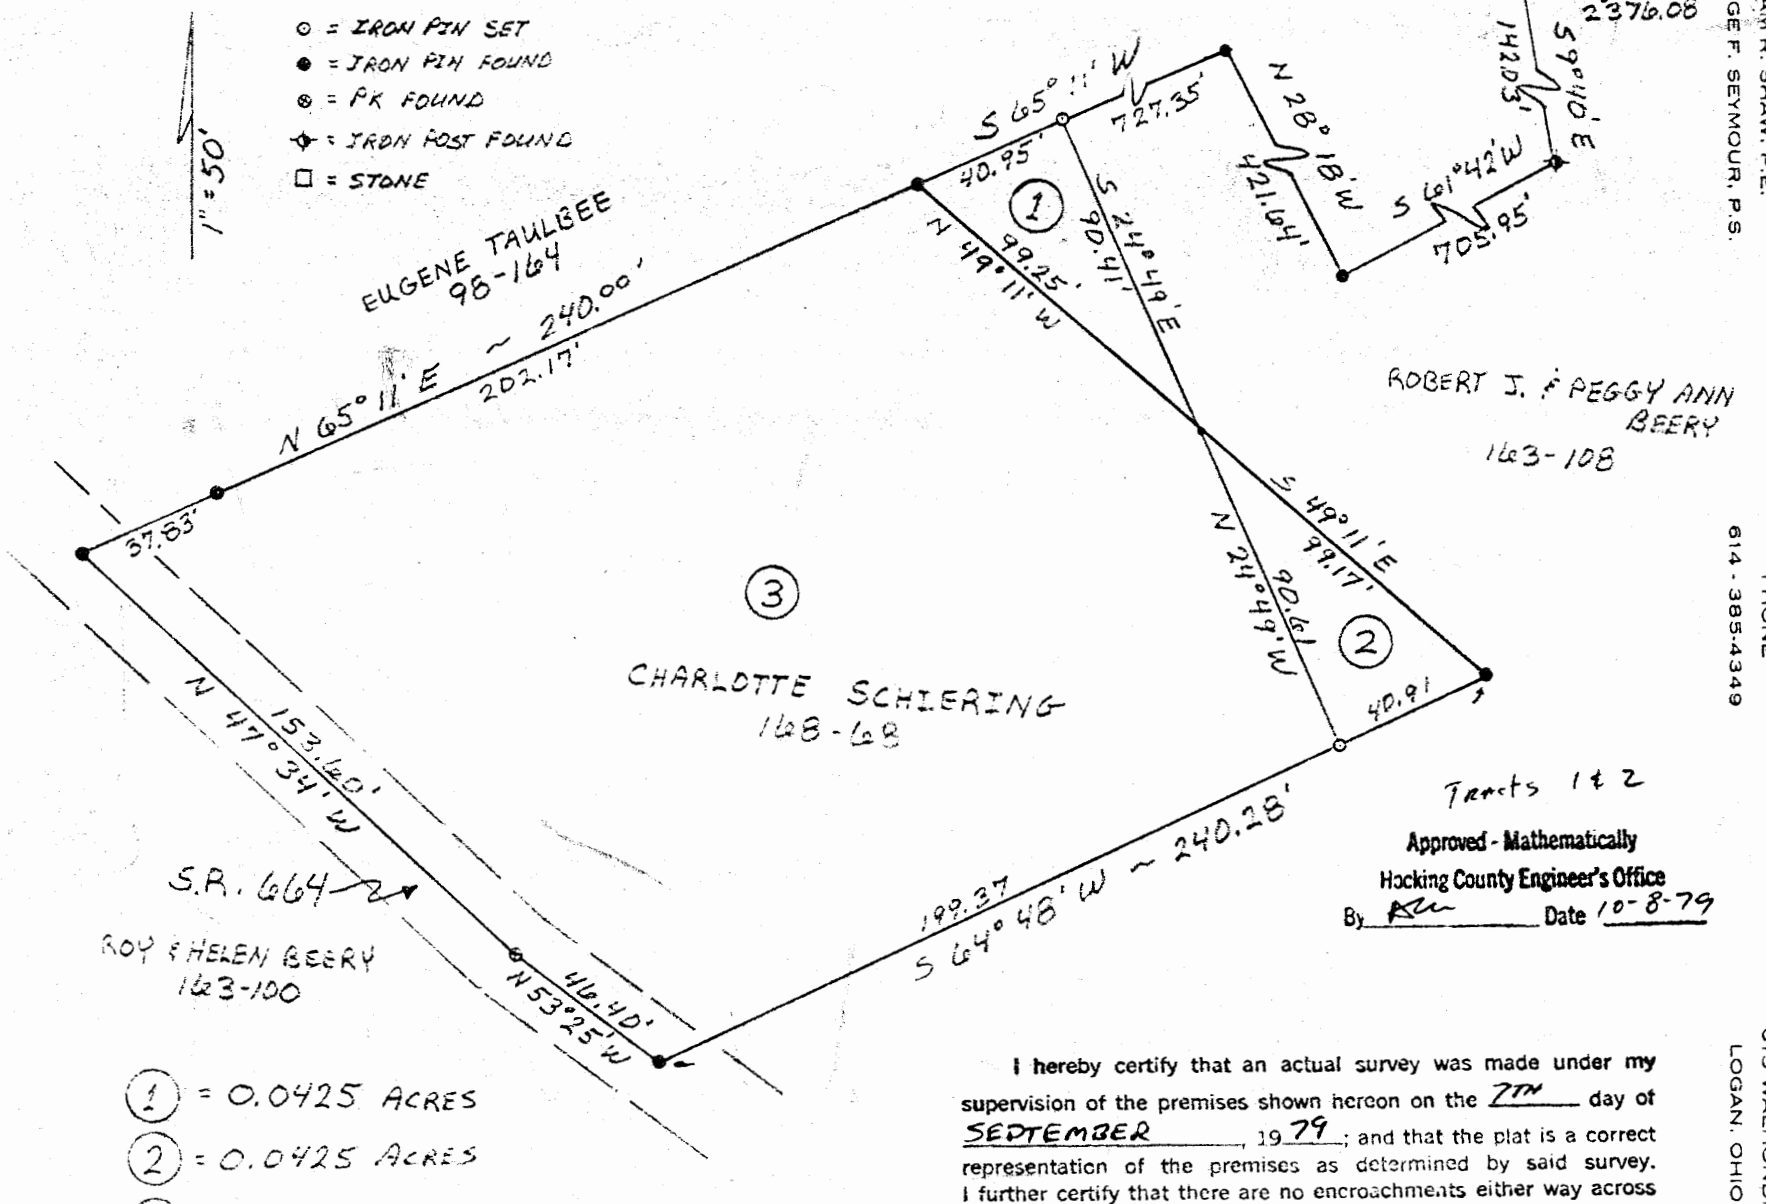 ○ = IRON PIN SET
● = IRON PIN FOUND
⊗ = PK FOUND
= IRON POST FOUND
□ = STONE
1" = 50'
EUGENE TAULBEE
98-164
N 65° 11' E ~ 240.00'
202.17'
37.83'
S 65° 11' W
40.95'
727.35'
N 28° 18' W
421.64'
S 61° 42' W
705.95'
59° 40' E
142.03'
2376.08
1
S 24° 49' E
90.41'
99.25'
N 49° 11' W
ROBERT J. & PEGGY ANN
BEERY
163-108
S 49° 11' E
99.17'
N 24° 49' W
90.61
2
40.91
3
CHARLOTTE SCHIERING
168-68
199.37
S 64° 48' W ~ 240.28'
153.60'
N 47° 34' W
46.40'
N 53° 25' W
S.R. 664
ROY & HELEN BEERY
163-100
Tracts 1 & 2
Approved - Mathematically
Hocking County Engineer's Office
By Date 10-8-79
1 = 0.0425 ACRES
2 = 0.0425 ACRES
I hereby certify that an actual survey was made under my
supervision of the premises shown hereon on the 7TH day of
SEPTEMBER, 1979; and that the plat is a correct
representation of the premises as determined by said survey.
I further certify that there are no encroachments either way across
SHAW, P.E.
GE F. SEYMOUR, P.S.
PHONE
614-385-4349
LOGAN, OHIO